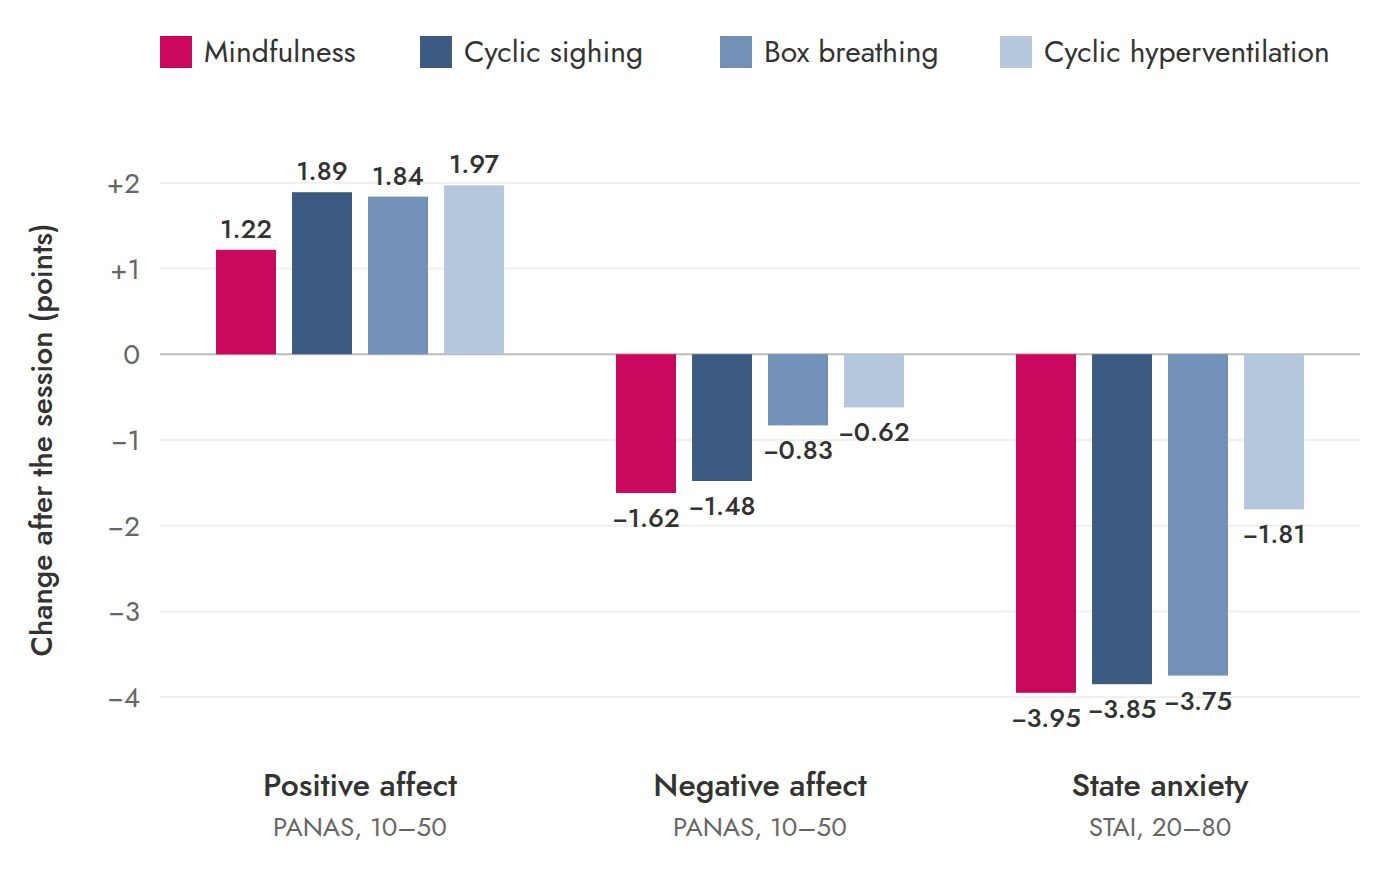 Mindfulness
Cyclic sighing
Box breathing
Cyclic hyperventilation
Change after the session (points)
+2
+1
0
−1
−2
−3
−4
1.22
1.89
1.84
1.97
−1.62
−1.48
−0.83
−0.62
−3.95
−3.85
−3.75
−1.81
Positive affect
PANAS, 10–50
Negative affect
PANAS, 10–50
State anxiety
STAI, 20–80